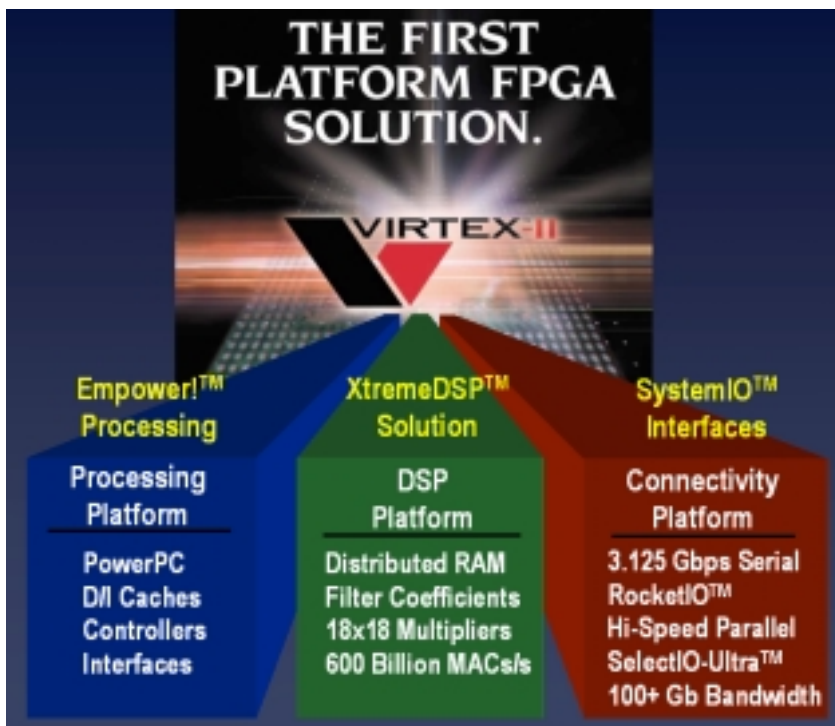 THE FIRST
PLATFORM FPGA
SOLUTION.
VIRTEX-II
Empower!™
Processing
Processing
Platform
PowerPC
D/I Caches
Controllers
Interfaces
XtremeDSP™
Solution
DSP
Platform
Distributed RAM
Filter Coefficients
18x18 Multipliers
600 Billion MACs/s
SystemIO™
Interfaces
Connectivity
Platform
3.125 Gbps Serial
RocketIO™
Hi-Speed Parallel
SelectIO-Ultra™
100+ Gb Bandwidth